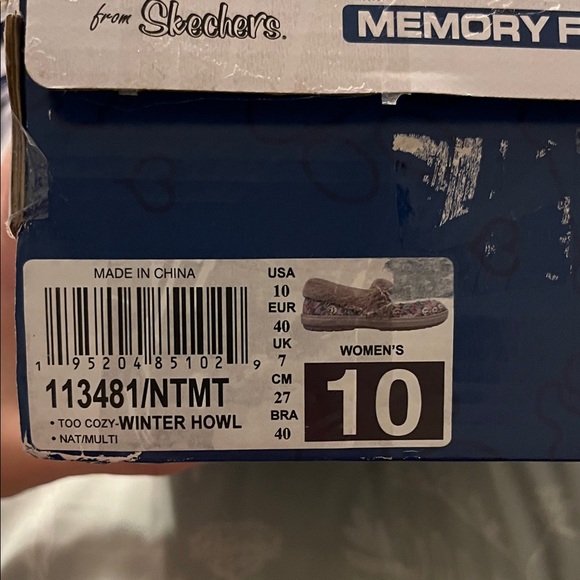 from Skechers.
MEMORY F
MADE IN CHINA
1 95204 85102 9
113481/NTMT
• TOO COZY-WINTER HOWL
• NAT/MULTI
USA
10
EUR
40
UK
7
CM
27
BRA
40
WOMEN'S
10